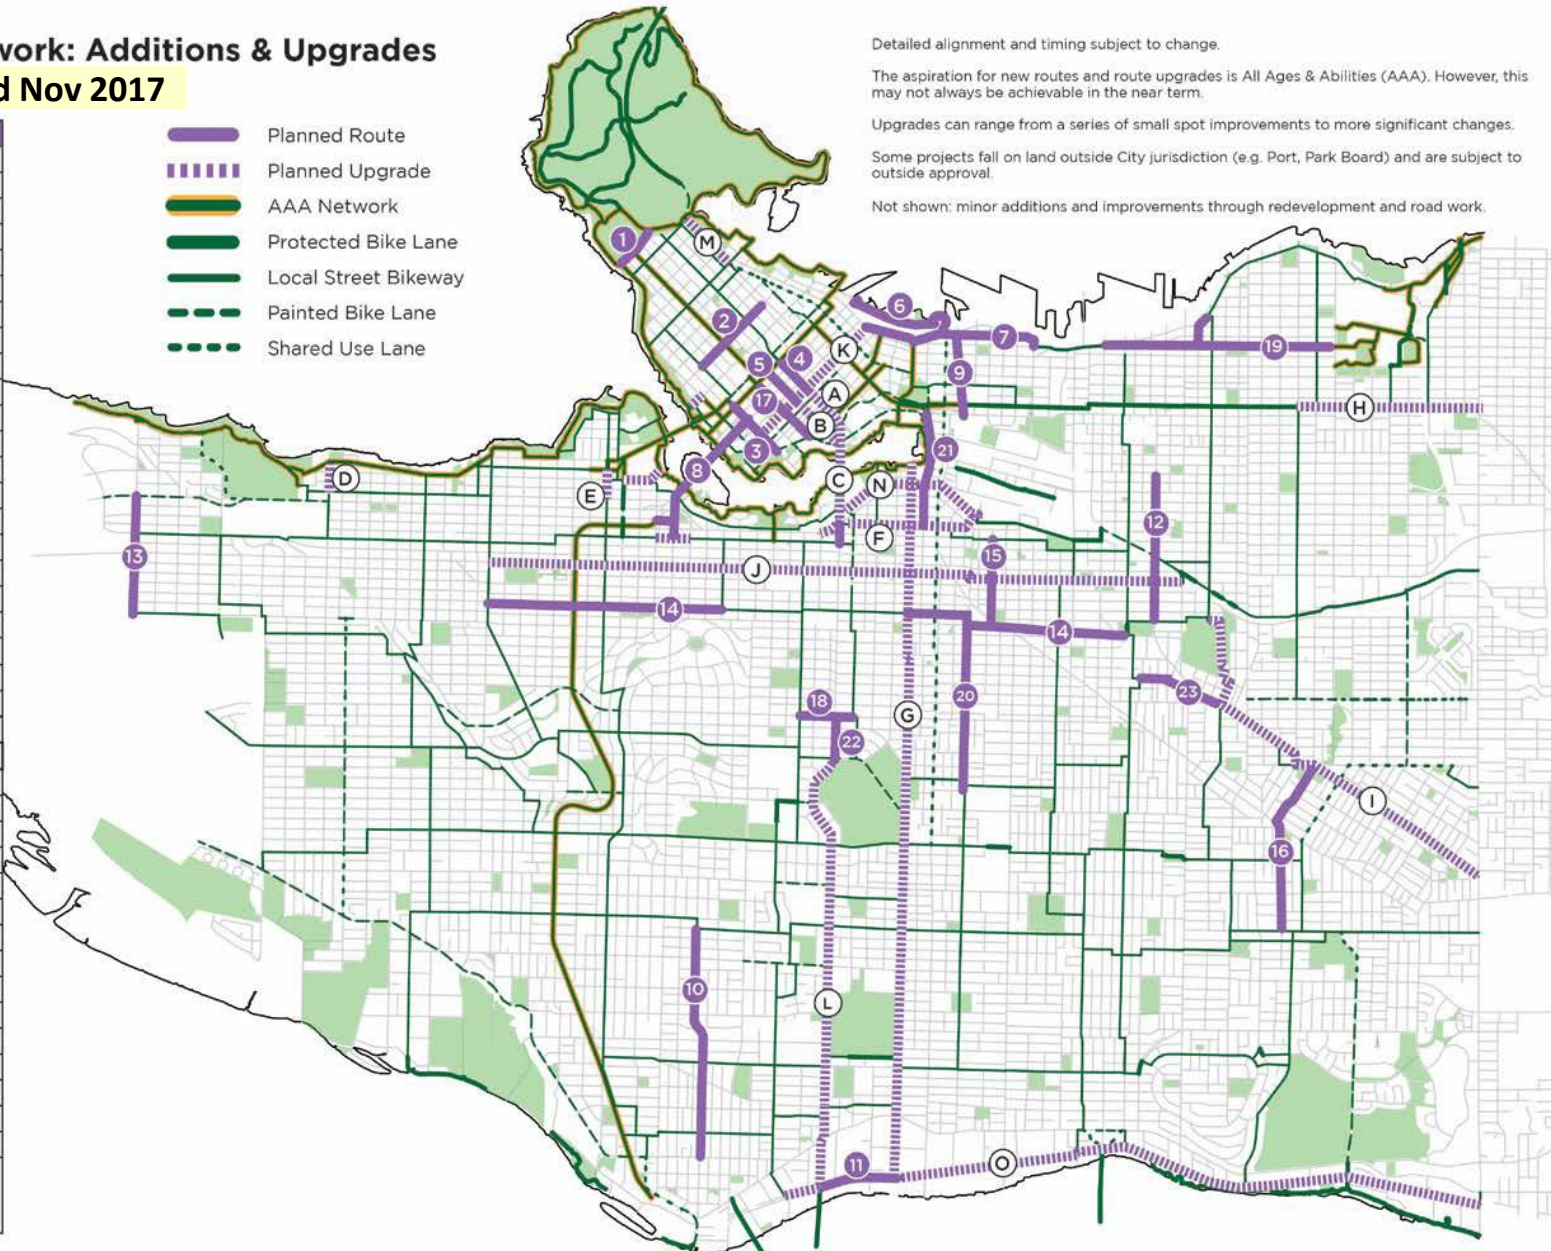 work: Additions & Upgrades
d Nov 2017
Planned Route
Planned Upgrade
AAA Network
Protected Bike Lane
Local Street Bikeway
Painted Bike Lane
Shared Use Lane
Detailed alignment and timing subject to change.
The aspiration for new routes and route upgrades is All Ages & Abilities (AAA). However, this
may not always be achievable in the near term.
Upgrades can range from a series of small spot improvements to more significant changes.
Some projects fall on land outside City jurisdiction (e.g. Port, Park Board) and are subject to
outside approval.
Not shown: minor additions and improvements through redevelopment and road work.
1
M
2
6
7
K
5
4
19
9
A
17
H
B
3
21
8
D
C
N
E
12
F
13
15
J
14
14
23
20
18
G
22
I
16
10
L
11
O